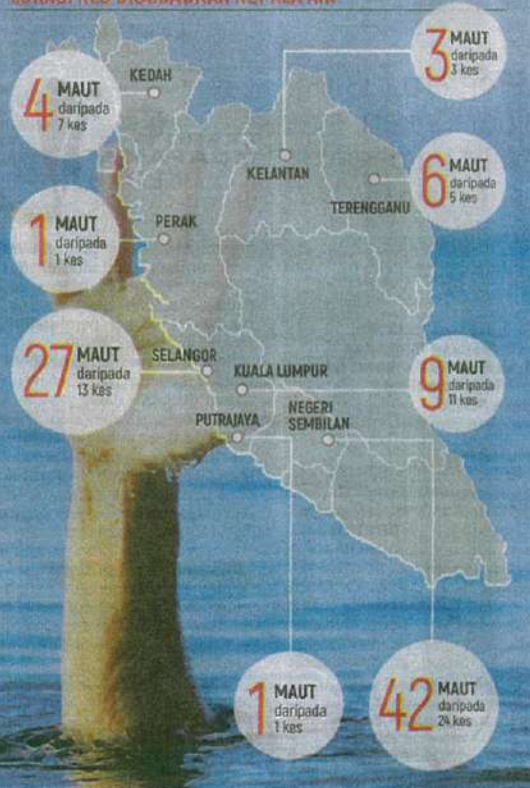 3 MAUT
daripada
3 kes
4 MAUT
daripada
7 kes
KEDAH
KELANTAN
6 MAUT
daripada
5 kes
TERENGGANU
1 MAUT
daripada
1 kes
PERAK
27 MAUT
daripada
13 kes
SELANGOR
KUALA LUMPUR
9 MAUT
daripada
11 kes
PUTRAJAYA
NEGERI
SEMBILAN
1 MAUT
daripada
1 kes
42 MAUT
daripada
24 kes